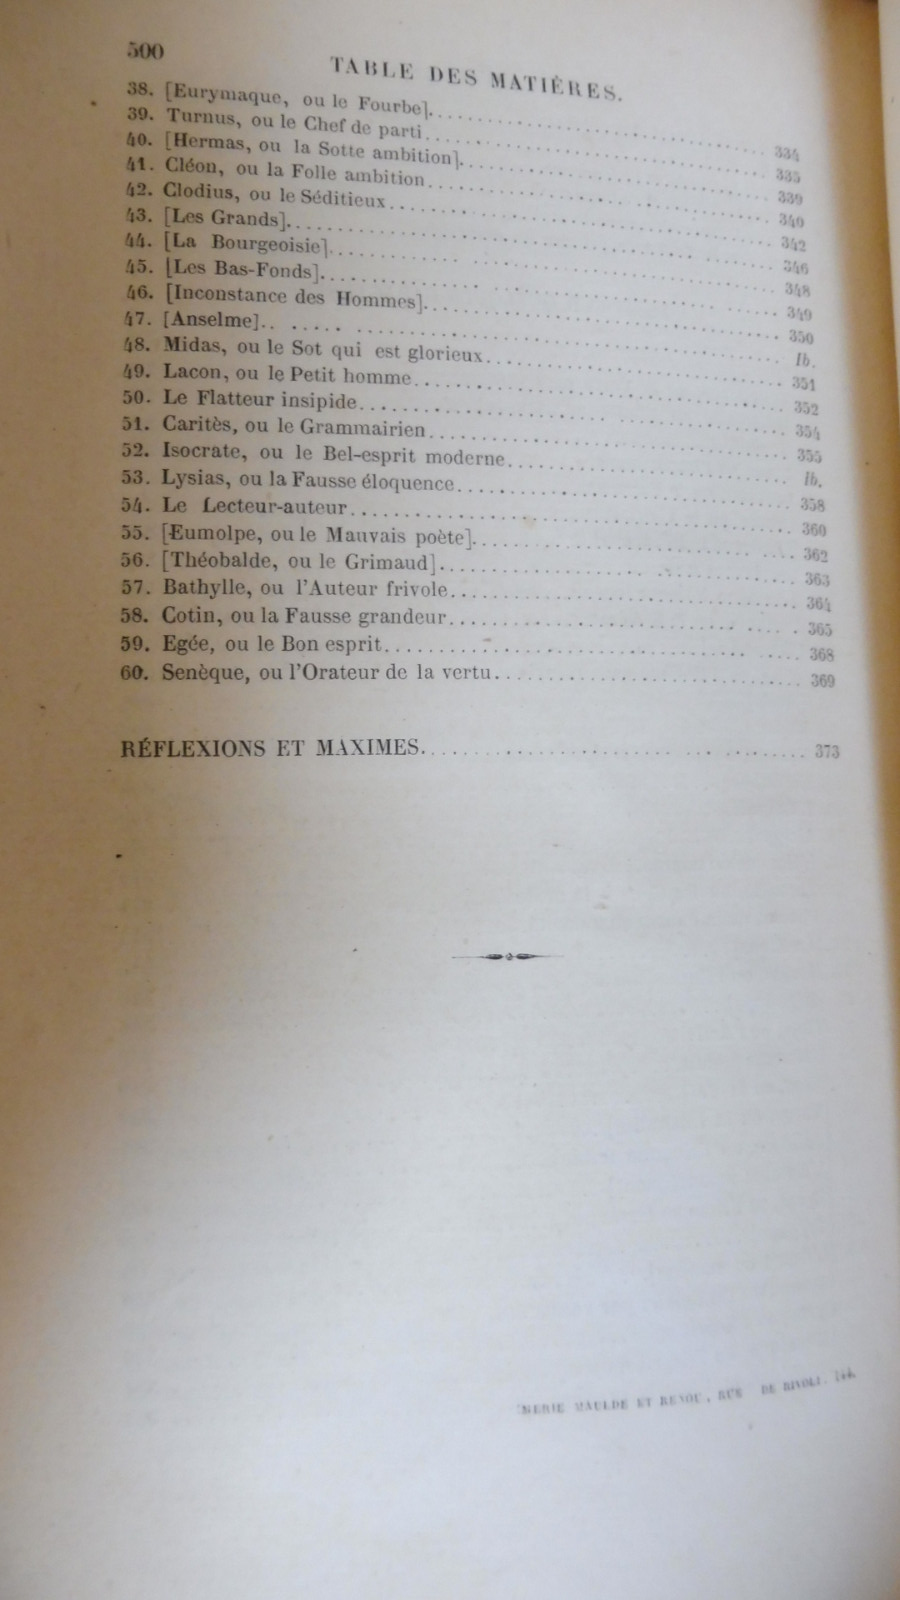 500
TABLE DES MATIÈRES.
38. [Eurymaque, ou le Fourbe]. 334
39. Turnus, ou le Chef de parti 335
40. [Hermas, ou la Sotte ambition]. 339
41. Cléon, ou la Folle ambition 340
42. Clodius, ou le Séditieux 342
43. [Les Grands]. 346
44. [La Bourgeoisie]. 348
45. [Les Bas-Fonds]. 349
46. [Inconstance des Hommes]. 350
47. [Anselme]. Ib.
48. Midas, ou le Sot qui est glorieux 351
49. Lacon, ou le Petit homme 352
50. Le Flatteur insipide 354
51. Caritès, ou le Grammairien 355
52. Isocrate, ou le Bel-esprit moderne Ib.
53. Lysias, ou la Fausse éloquence 358
54. Le Lecteur-auteur 360
55. [Eumolpe, ou le Mauvais poète]. 362
56. [Théobalde, ou le Grimaud]. 363
57. Bathylle, ou l'Auteur frivole 364
58. Cotin, ou la Fausse grandeur 365
59. Egée, ou le Bon esprit 368
60. Senèque, ou l'Orateur de la vertu 369
RÉFLEXIONS ET MAXIMES. 373
MAULDE ET RENOU, RUE DE RIVOLI, 144.